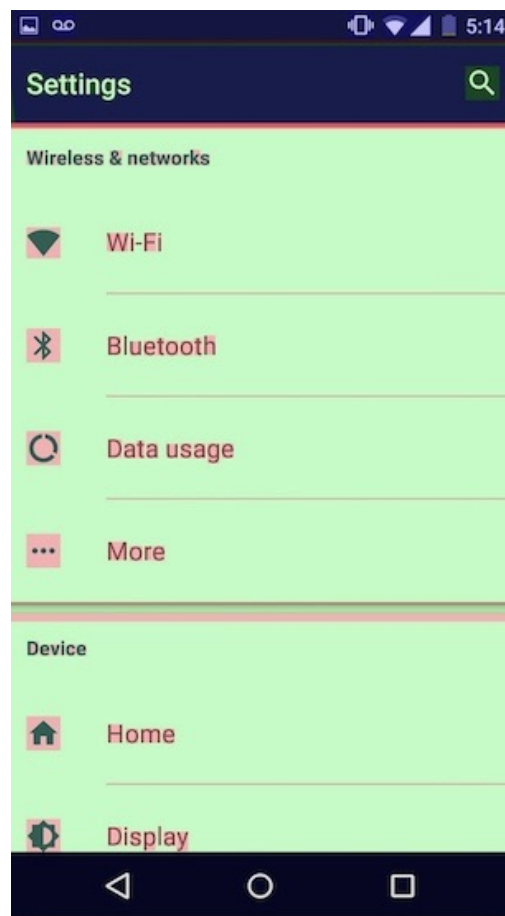 5:14
Settings
Wireless & networks
Wi-Fi
Bluetooth
Data usage
More
Device
Home
Display